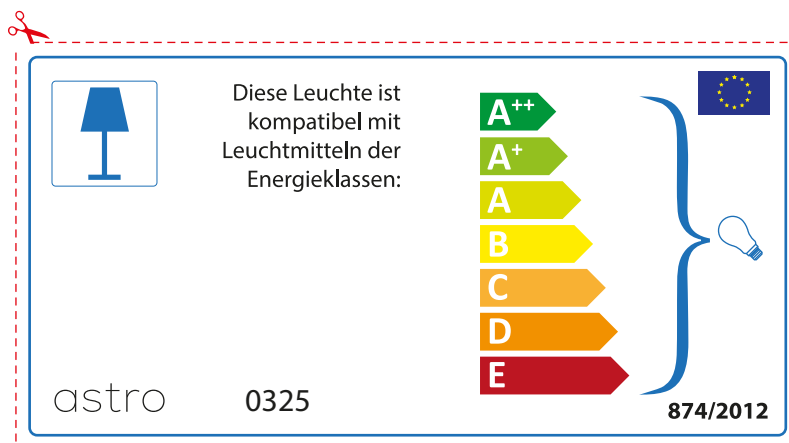 Diese Leuchte ist
kompatibel mit
Leuchtmitteln der
Energieklassen:
A++
A+
A
B
C
D
E
astro
0325
874/2012